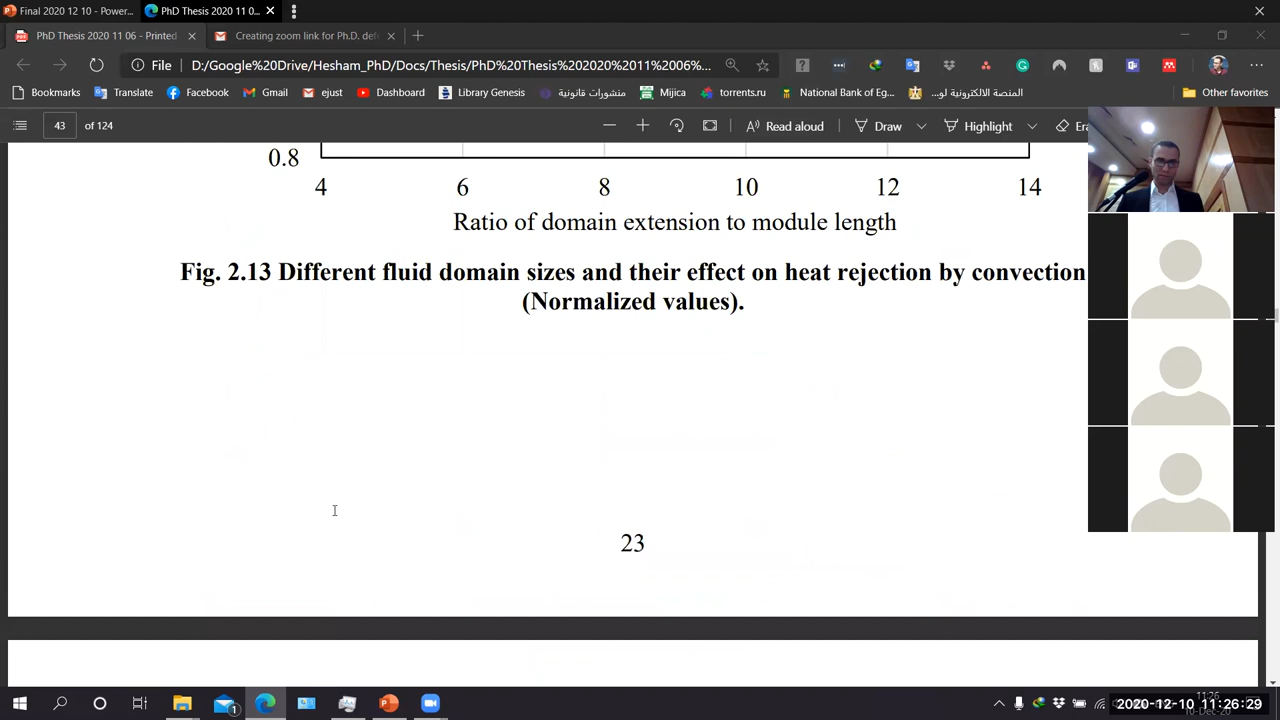 Final 2020 12 10 - Power...
PhD Thesis 2020 11 0...
PhD Thesis 2020 11 06 - Printed
Creating zoom link for Ph.D. def
File
D:/Google%20Drive/Hesham_PhD/Docs/Thesis/PhD%20Thesis%202020%2011%2006%...
Bookmarks
Translate
Facebook
Gmail
ejust
Dashboard
Library Genesis
منشورات قانونية
Mijica
torrents.ru
National Bank of Eg...
المنصة الالكترونية لو...
Other favorites
43 of 124
Read aloud
Draw
Highlight
Era
0.8
4 6 8 10 12 14
Ratio of domain extension to module length
Fig. 2.13 Different fluid domain sizes and their effect on heat rejection by convection
(Normalized values).
23
11:26
2020-12-10 11:26:29